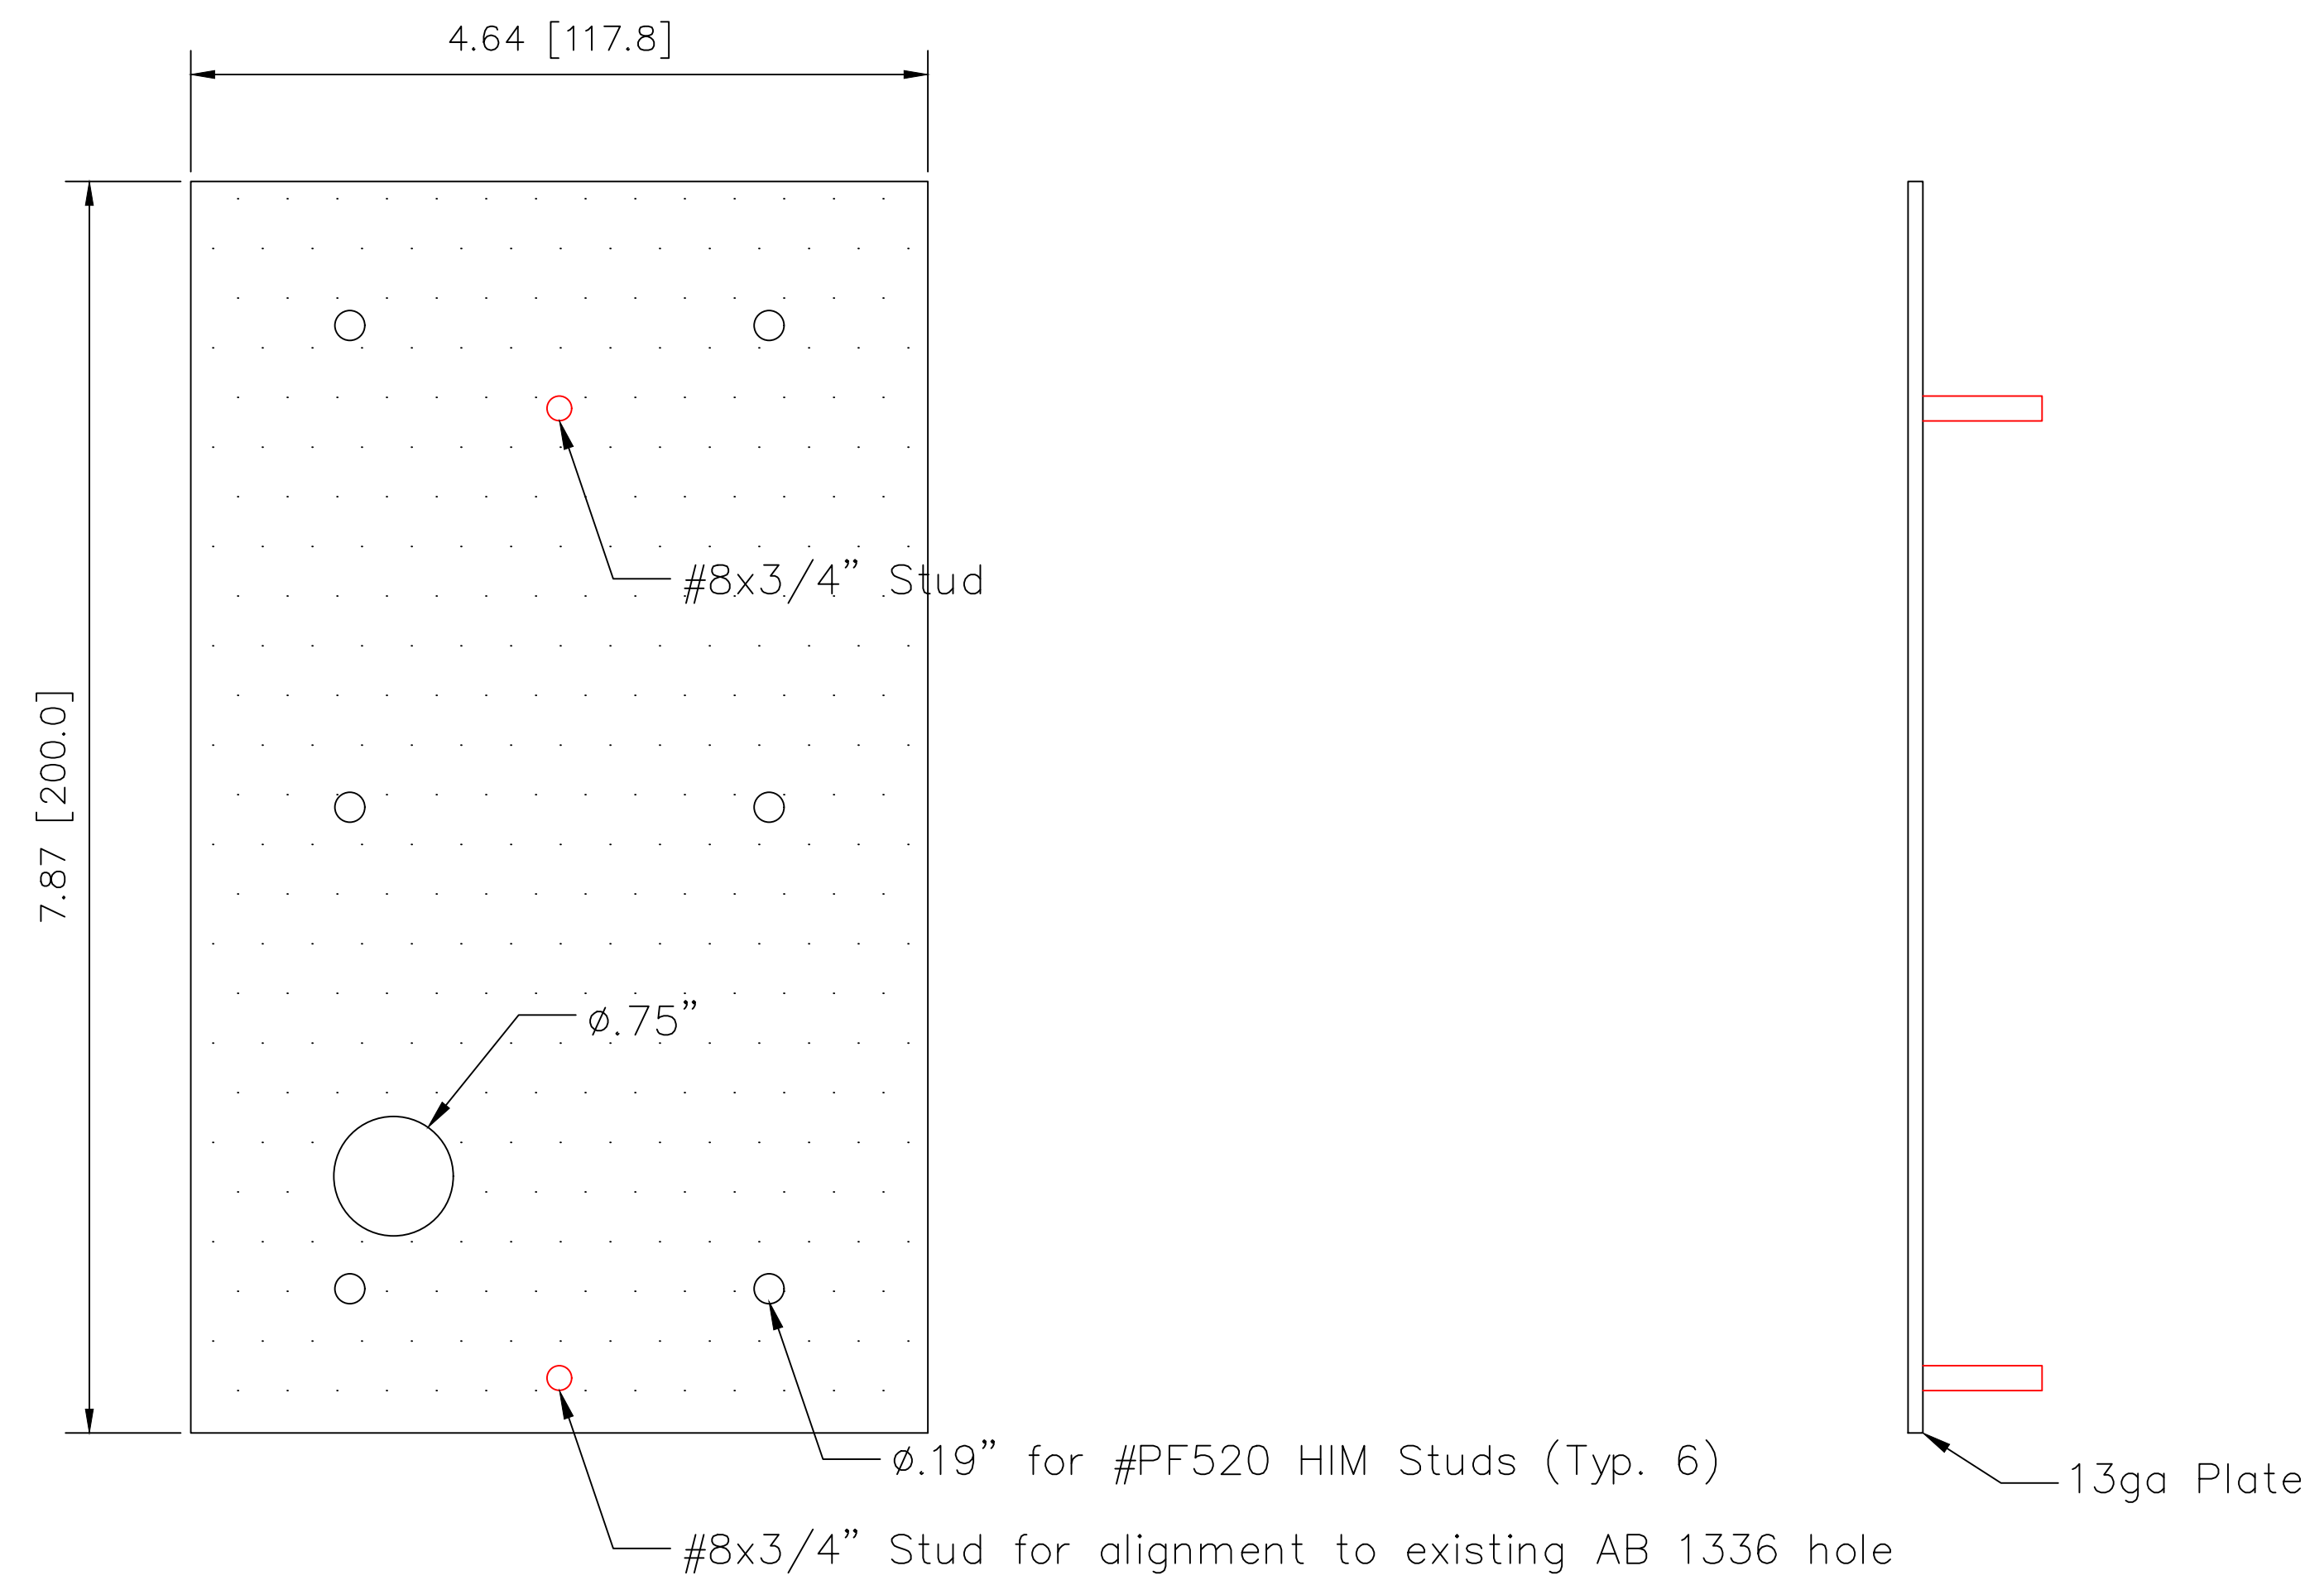 4.64 [117.8]
7.87 [200.0]
#8x3/4” Stud
ø.75”
ø.19” for #PF520 HIM Studs (Typ. 6)
13ga Plate
#8x3/4” Stud for alignment to existing AB 1336 hole